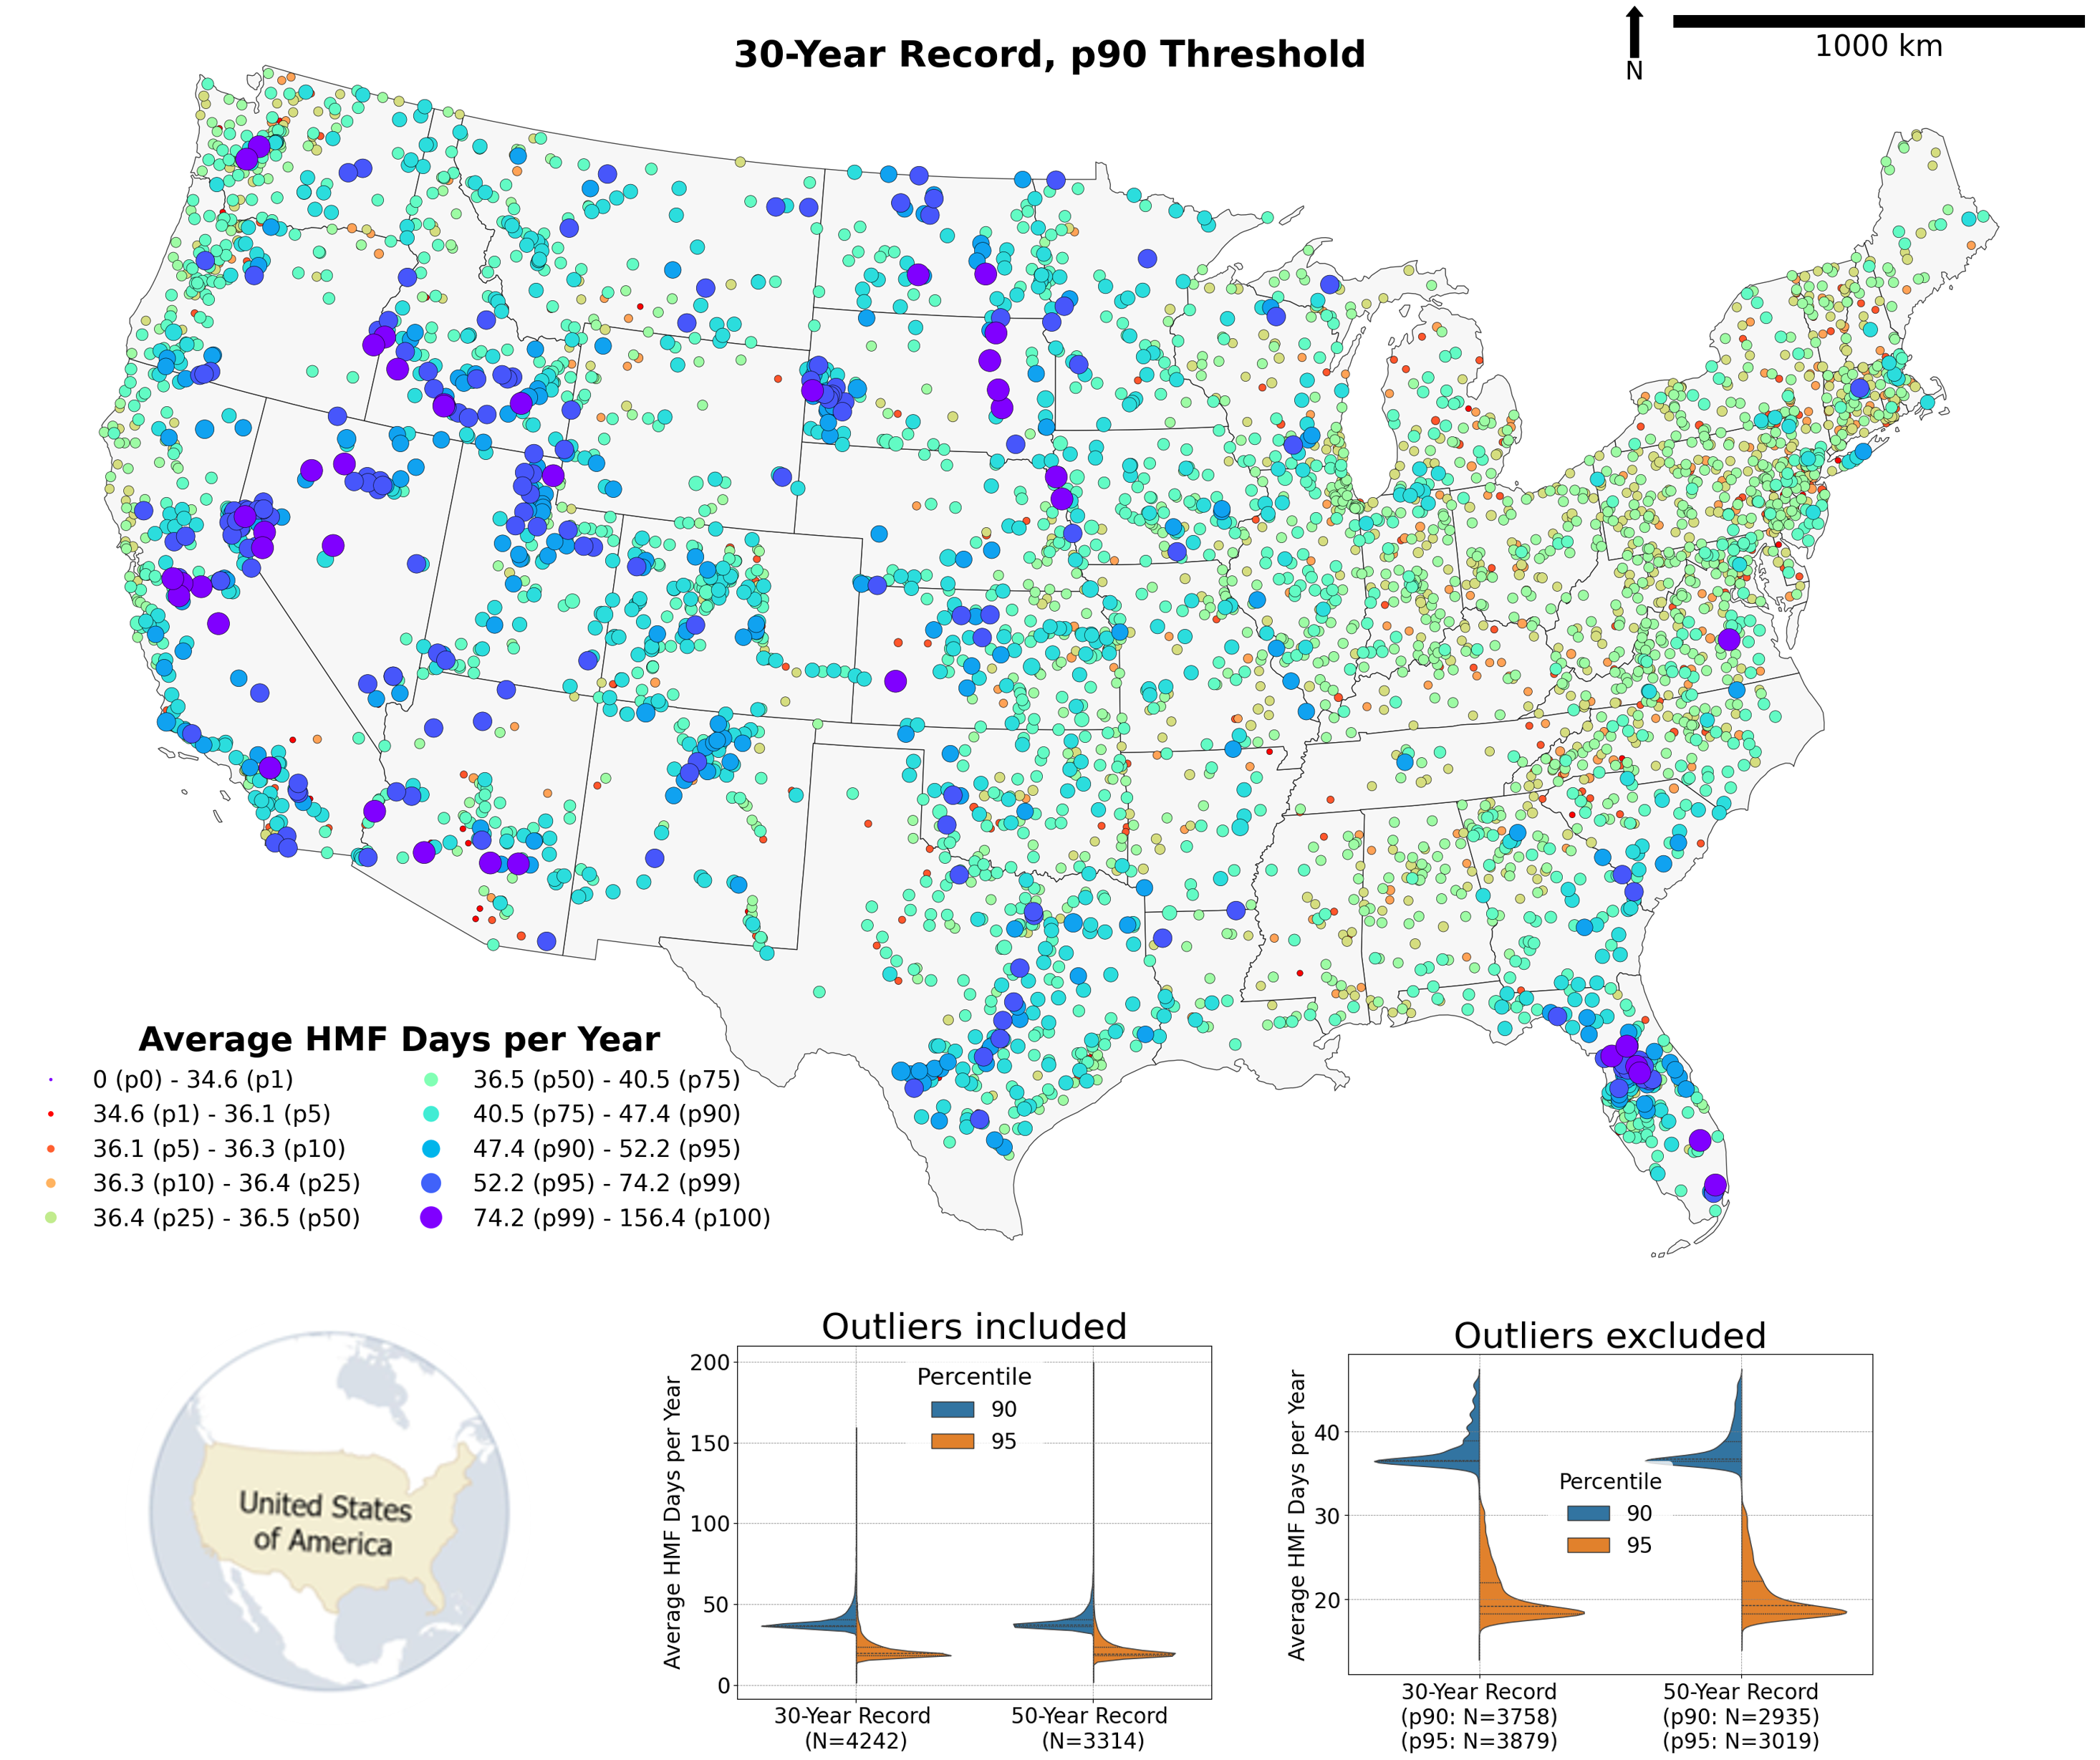 30-Year Record, p90 Threshold
N
1000 km
Average HMF Days per Year
0 (p0) - 34.6 (p1)
34.6 (p1) - 36.1 (p5)
36.1 (p5) - 36.3 (p10)
36.3 (p10) - 36.4 (p25)
36.4 (p25) - 36.5 (p50)
36.5 (p50) - 40.5 (p75)
40.5 (p75) - 47.4 (p90)
47.4 (p90) - 52.2 (p95)
52.2 (p95) - 74.2 (p99)
74.2 (p99) - 156.4 (p100)
United States
of America
Outliers included
Average HMF Days per Year
200
150
100
50
0
Percentile
90
95
30-Year Record
(N=4242)
50-Year Record
(N=3314)
Outliers excluded
Average HMF Days per Year
40
30
20
Percentile
90
95
30-Year Record
(p90: N=3758)
(p95: N=3879)
50-Year Record
(p90: N=2935)
(p95: N=3019)